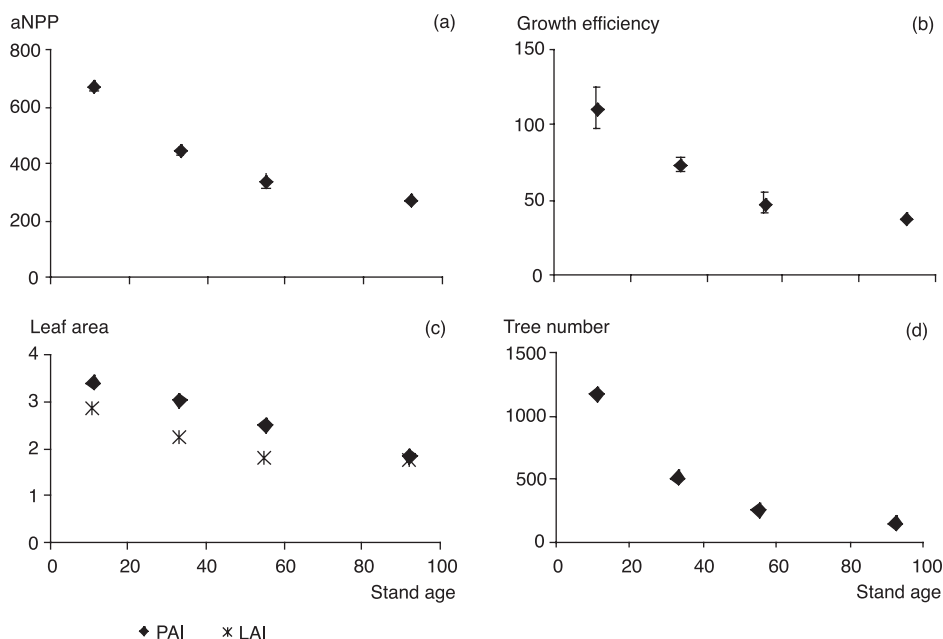 aNPP
(a)
800
600
400
200
0
Growth efficiency
(b)
150
100
50
0
Leaf area
(c)
4
3
2
1
0
0 20 40 60 80 100
Stand age
PAI LAI
Tree number
(d)
1500
1000
500
0
0 20 40 60 80 100
Stand age